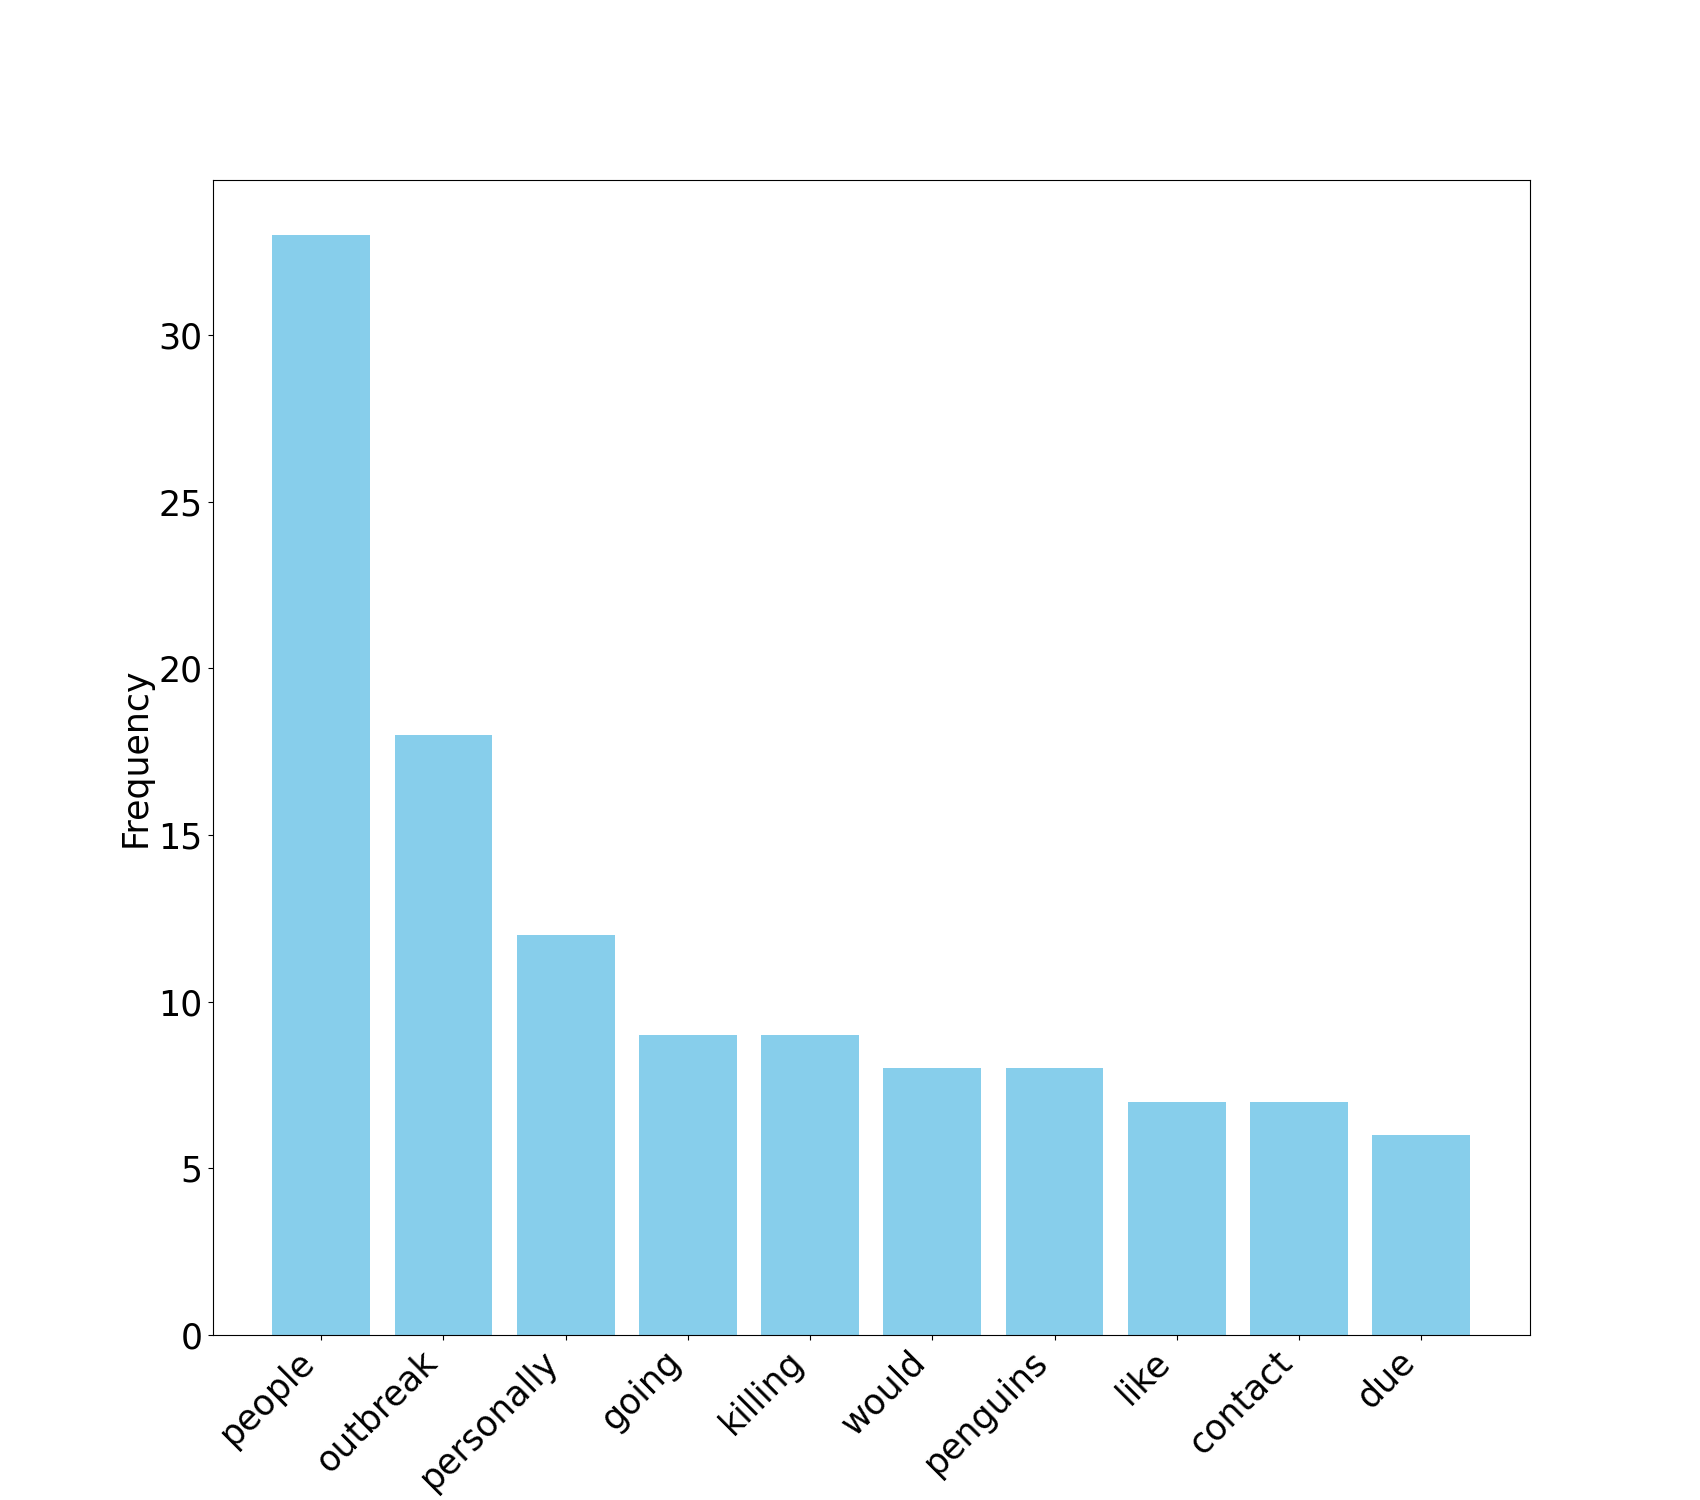 Frequency
30
25
20
15
10
5
0
people
outbreak
personally
going
killing
would
penguins
like
contact
due